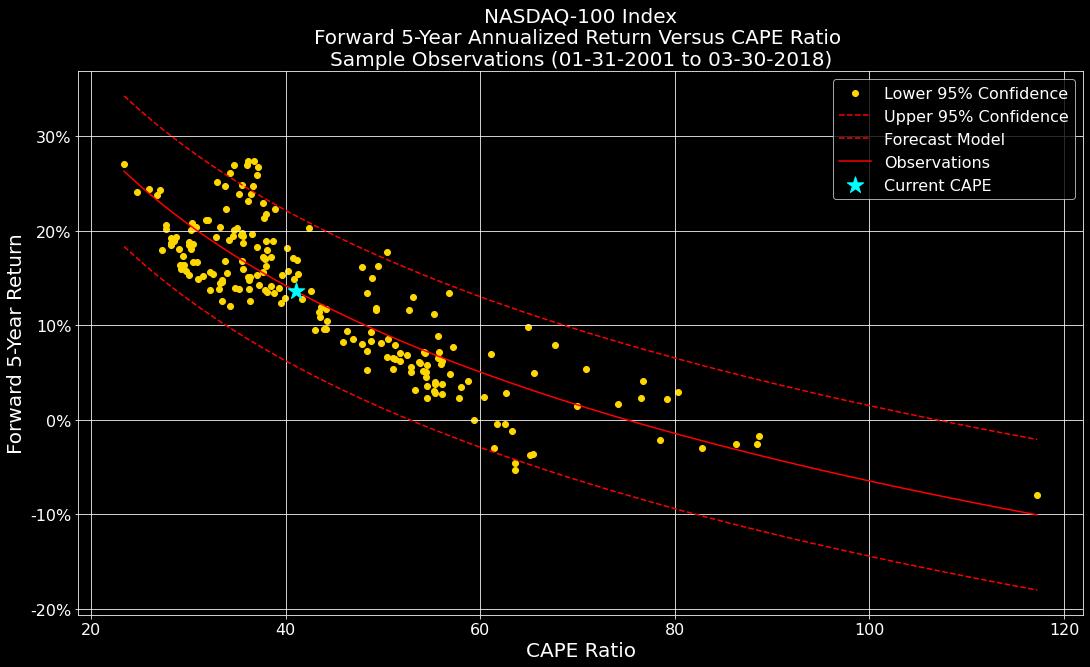 NASDAQ-100 Index
Forward 5-Year Annualized Return Versus CAPE Ratio
Sample Observations (01-31-2001 to 03-30-2018)
Lower 95% Confidence
Upper 95% Confidence
Forecast Model
Observations
Current CAPE
Forward 5-Year Return
30%
20%
10%
0%
-10%
-20%
20 40 60 80 100 120
CAPE Ratio